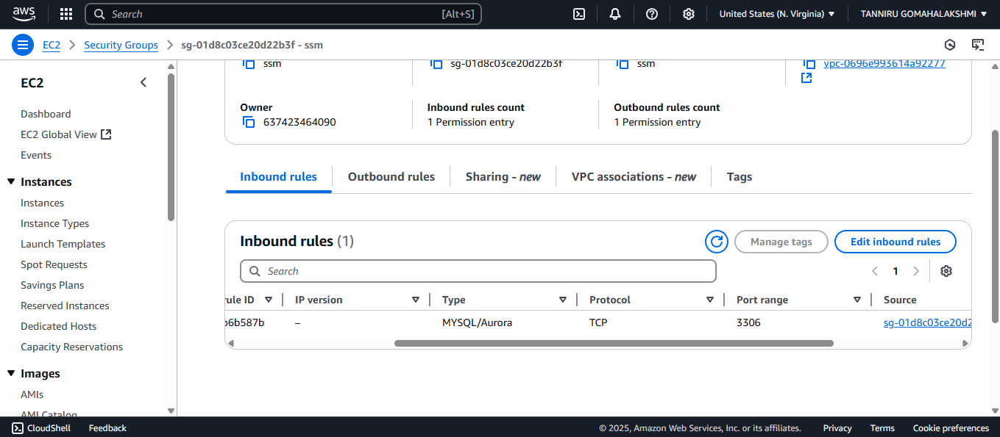 aws
Search [Alt+S]
United States (N. Virginia) TANNIRU GOMAHALAKSHMI
EC2 Security Groups sg-01d8c03ce20d22b3f - ssm
EC2
Dashboard
EC2 Global View
Events
Instances
Instances
Instance Types
Launch Templates
Spot Requests
Savings Plans
Reserved Instances
Dedicated Hosts
Capacity Reservations
Images
AMIs
AMI Catalog
ssm sg-01d8c03ce20d22b3f ssm vpc-0696e993614a92277
Owner Inbound rules count Outbound rules count
637423464090 1 Permission entry 1 Permission entry
Inbound rules Outbound rules Sharing - new VPC associations - new Tags
Inbound rules (1) Manage tags Edit inbound rules
Search 1
rule ID IP version Type Protocol Port range Source
b6b587b – MYSQL/Aurora TCP 3306 sg-01d8c03ce20d2
CloudShell Feedback © 2025, Amazon Web Services, Inc. or its affiliates. Privacy Terms Cookie preferences